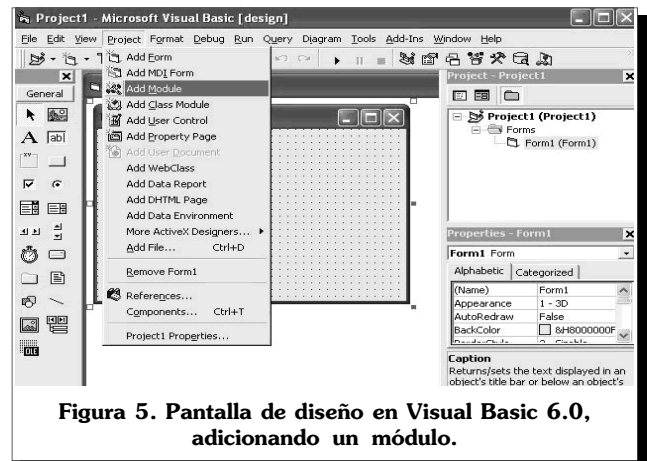 Project1 - Microsoft Visual Basic [design]
File Edit View Project Format Debug Run Query Diagram Tools Add-Ins Window Help
General
Add Form
Add MDI Form
Add Module
Add Class Module
Add User Control
Add Property Page
Add User Document
Add WebClass
Add Data Report
Add DHTML Page
Add Data Environment
More ActiveX Designers...
Add File... Ctrl+D
Remove Form1
References...
Components... Ctrl+T
Project1 Properties...
Project - Project1
Project1 (Project1)
Forms
Form1 (Form1)
Properties - Form1
Form1 Form
Alphabetic Categorized
(Name) Form1
Appearance 1 - 3D
AutoRedraw False
BackColor &H8000000F
Caption
Returns/sets the text displayed in an
object's title bar or below an object's
Figura 5. Pantalla de diseño en Visual Basic 6.0,
adicionando un módulo.